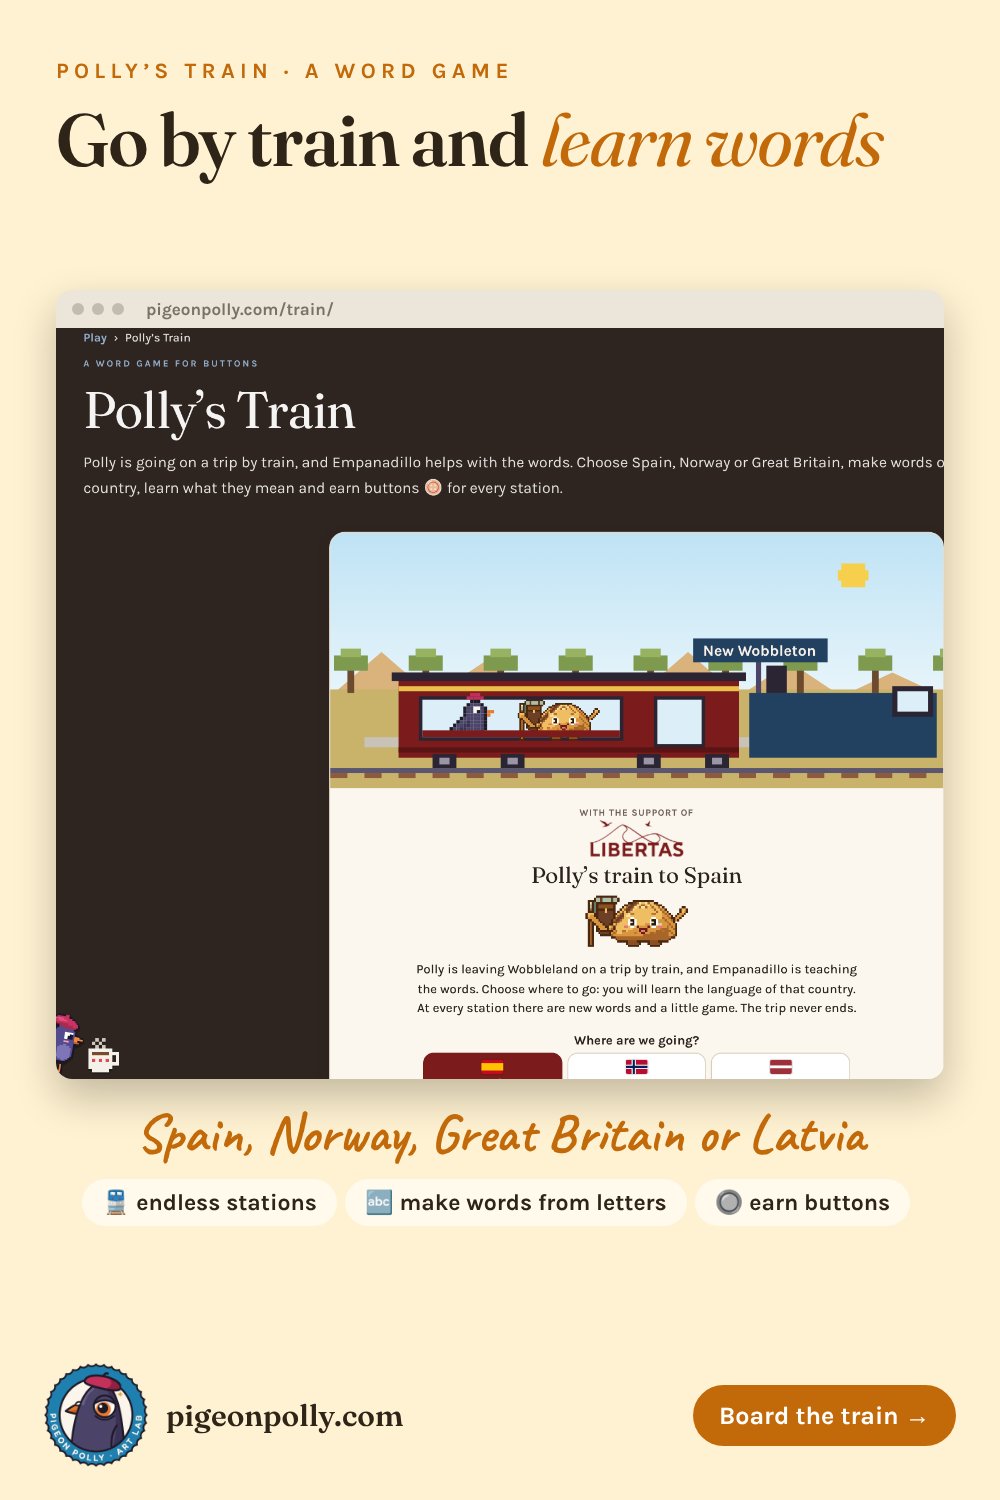 POLLY’S TRAIN · A WORD GAME
Go by train and learn words
pigeonpolly.com/train/
Play › Polly's Train
A WORD GAME FOR BUTTONS
Polly’s Train
Polly is going on a trip by train, and Empanadillo helps with the words. Choose Spain, Norway or Great Britain, make words o
country, learn what they mean and earn buttons for every station.
New Wobbleton
WITH THE SUPPORT OF
LIBERTAS
Polly’s train to Spain
Polly is leaving Wobbleland on a trip by train, and Empanadillo is teaching
the words. Choose where to go: you will learn the language of that country.
At every station there are new words and a little game. The trip never ends.
Where are we going?
Spain, Norway, Great Britain or Latvia
endless stations
abc make words from letters
earn buttons
PIGEON POLLY · ART LAB
pigeonpolly.com
Board the train →